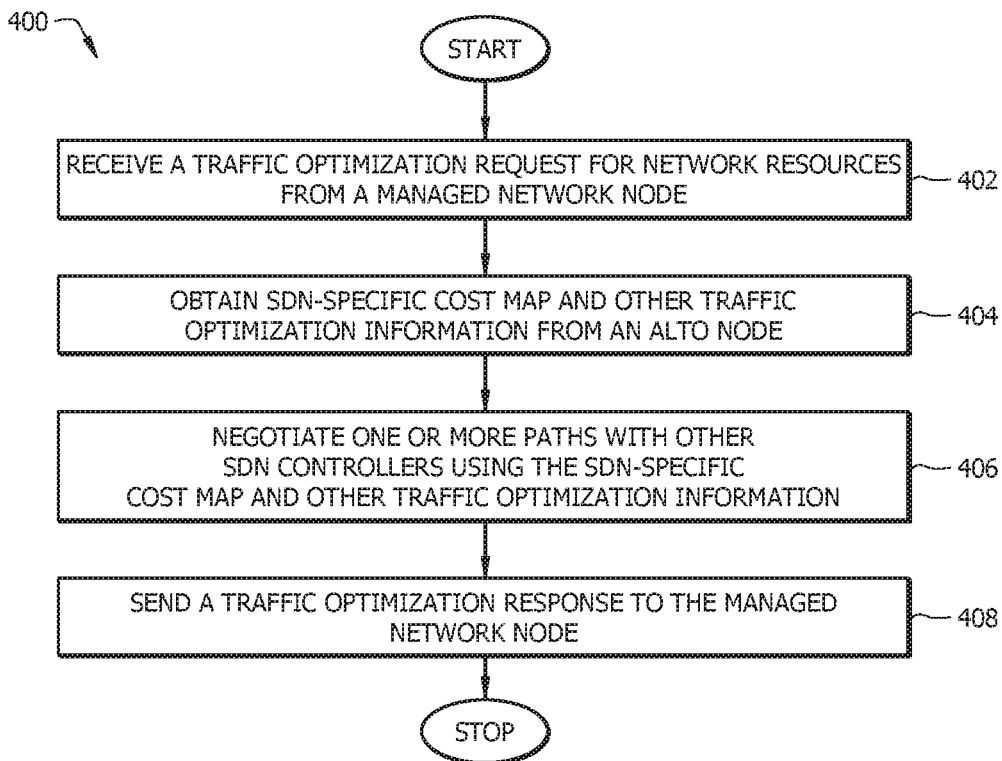 400
START
RECEIVE A TRAFFIC OPTIMIZATION REQUEST FOR NETWORK RESOURCES
FROM A MANAGED NETWORK NODE
402
OBTAIN SDN-SPECIFIC COST MAP AND OTHER TRAFFIC
OPTIMIZATION INFORMATION FROM AN ALTO NODE
404
NEGOTIATE ONE OR MORE PATHS WITH OTHER
SDN CONTROLLERS USING THE SDN-SPECIFIC
COST MAP AND OTHER TRAFFIC OPTIMIZATION INFORMATION
406
SEND A TRAFFIC OPTIMIZATION RESPONSE TO THE MANAGED
NETWORK NODE
408
STOP